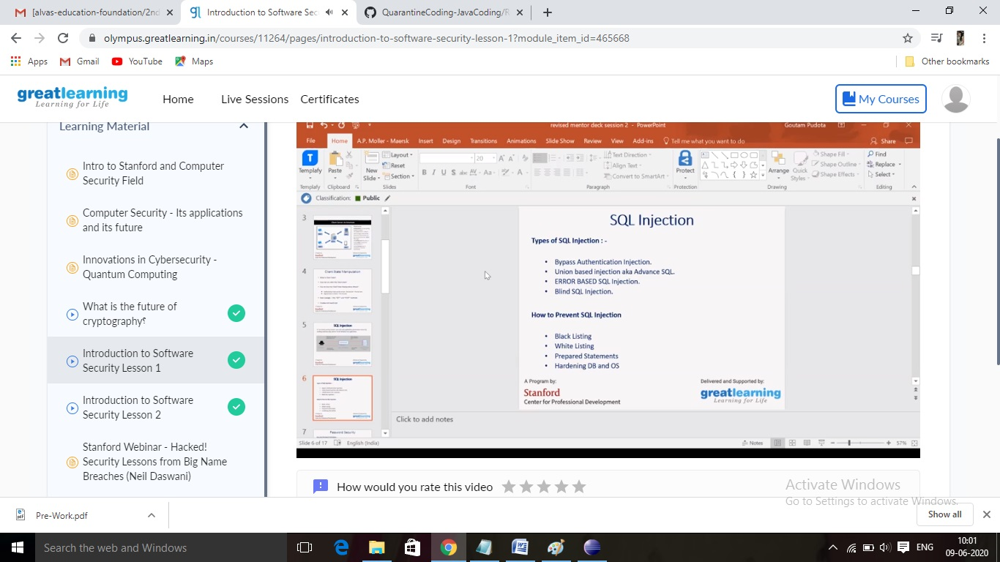 [alvas-education-foundation/2nd
Introduction to Software Sec
QuarantineCoding-JavaCoding/R
olympus.greatlearning.in/courses/11264/pages/introduction-to-software-security-lesson-1?module_item_id=465668
Apps
Gmail
YouTube
Maps
Other bookmarks
greatlearning
Learning for Life
Home
Live Sessions
Certificates
My Courses
Learning Material
Intro to Stanford and Computer
Security Field
Computer Security - Its applications
and its future
Innovations in Cybersecurity -
Quantum Computing
What is the future of
cryptography?
Introduction to Software
Security Lesson 1
Introduction to Software
Security Lesson 2
Stanford Webinar - Hacked!
Security Lessons from Big Name
Breaches (Neil Daswani)
revised mentor deck session 2 - PowerPoint
Goutam Pudota
File
Home
A.P. Moller - Maersk
Insert
Design
Transitions
Animations
Slide Show
Review
View
Add-ins
Tell me what you want to do
Share
Templafy
Paste
New
Slide
Layout
Reset
Section
20
B I U S abc AV Aa A
Text Direction
Align Text
Convert to SmartArt
Protect
Arrange
Quick
Styles
Shape Fill
Shape Outline
Shape Effects
Find
Replace
Select
Templafy
Clipboard
Slides
Font
Paragraph
Protection
Drawing
Editing
Classification: Public
3
4
Client State Manipulation
5
SQL Injection
6
SQL Injection
7
Password Security
SQL Injection
Types of SQL Injection : -
• Bypass Authentication Injection.
• Union based injection aka Advance SQL.
• ERROR BASED SQL Injection.
• Blind SQL Injection.
How to Prevent SQL Injection
• Black Listing
• White Listing
• Prepared Statements
• Hardening DB and OS
A Program by:
Stanford
Center for Professional Development
Delivered and Supported by:
greatlearning
Learning for Life
Click to add notes
Slide 6 of 17
English (India)
Notes
57%
How would you rate this video
Activate Windows
Go to Settings to activate Windows.
Pre-Work.pdf
Show all
Search the web and Windows
ENG
10:01
09-06-2020